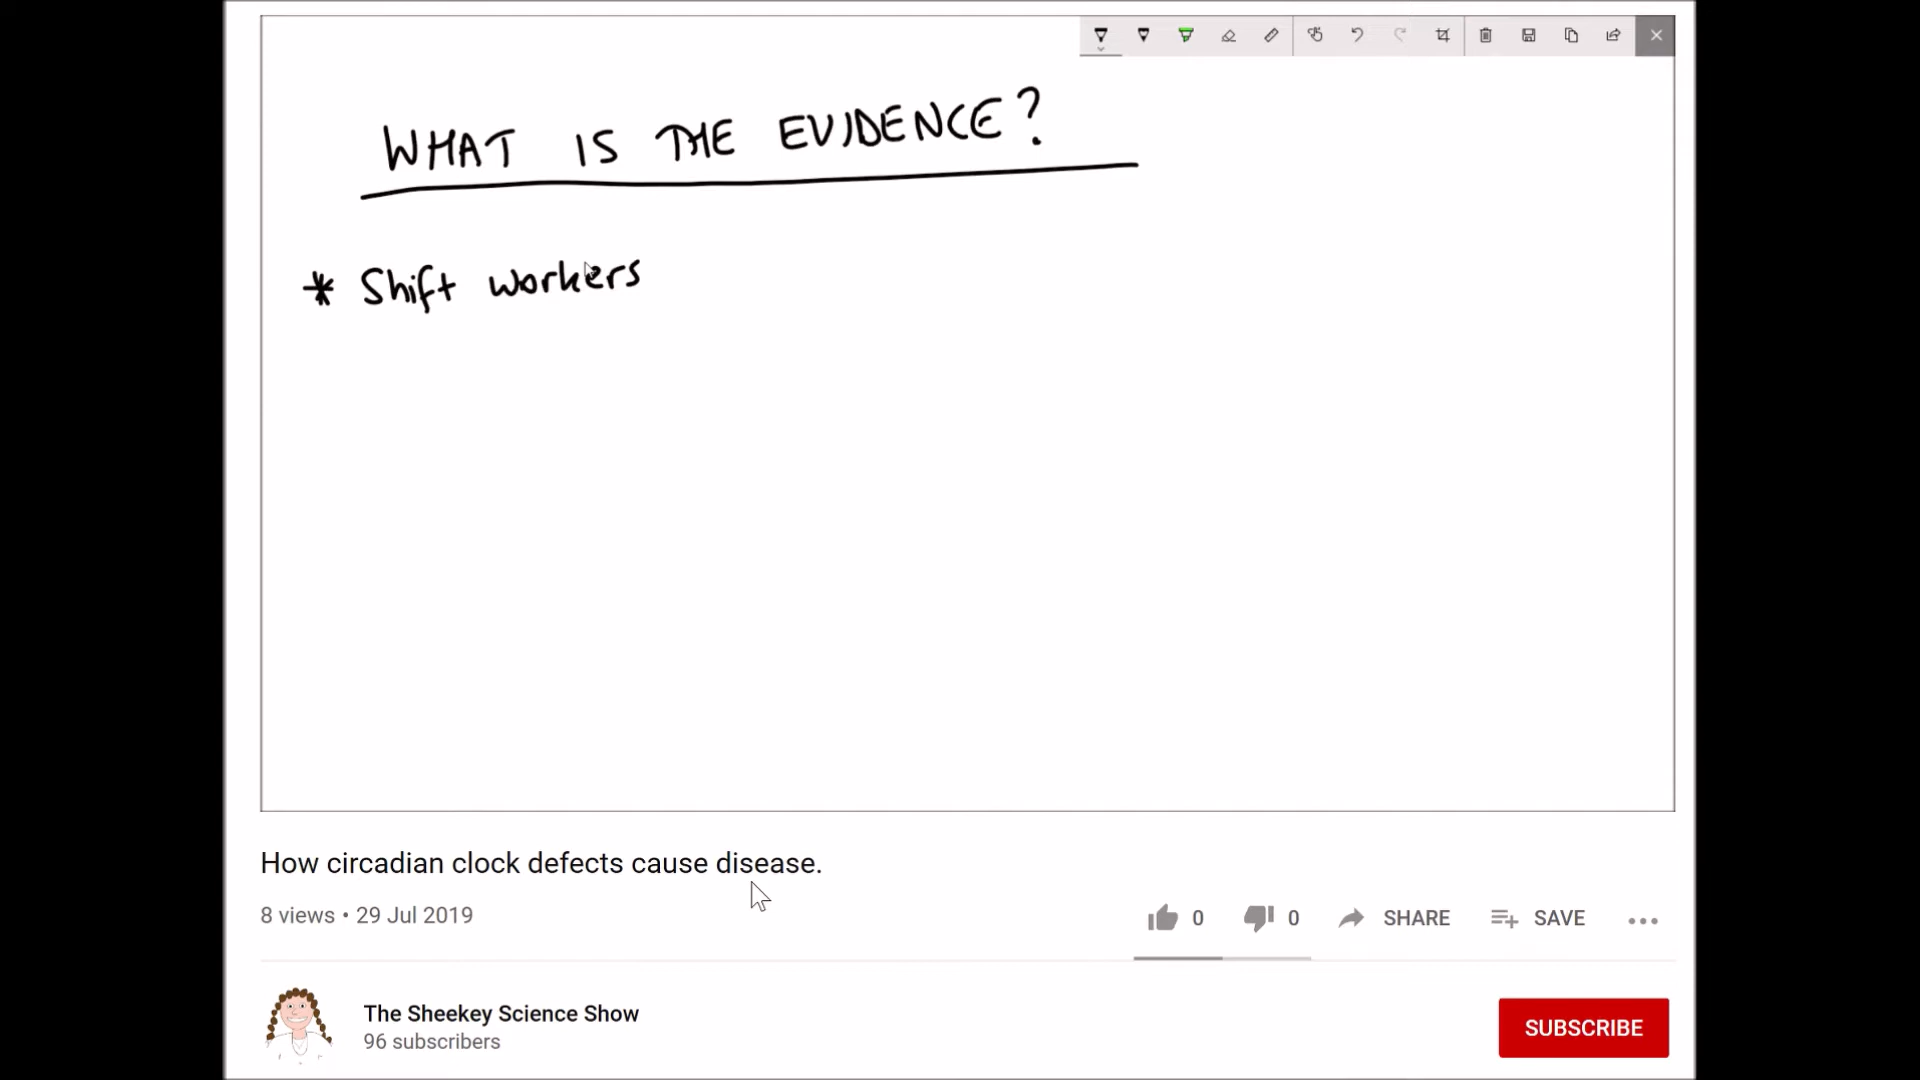 WHAT IS THE EVIDENCE?
* Shift workers
How circadian clock defects cause disease.
8 views • 29 Jul 2019
0 0 SHARE SAVE
The Sheekey Science Show
96 subscribers
SUBSCRIBE